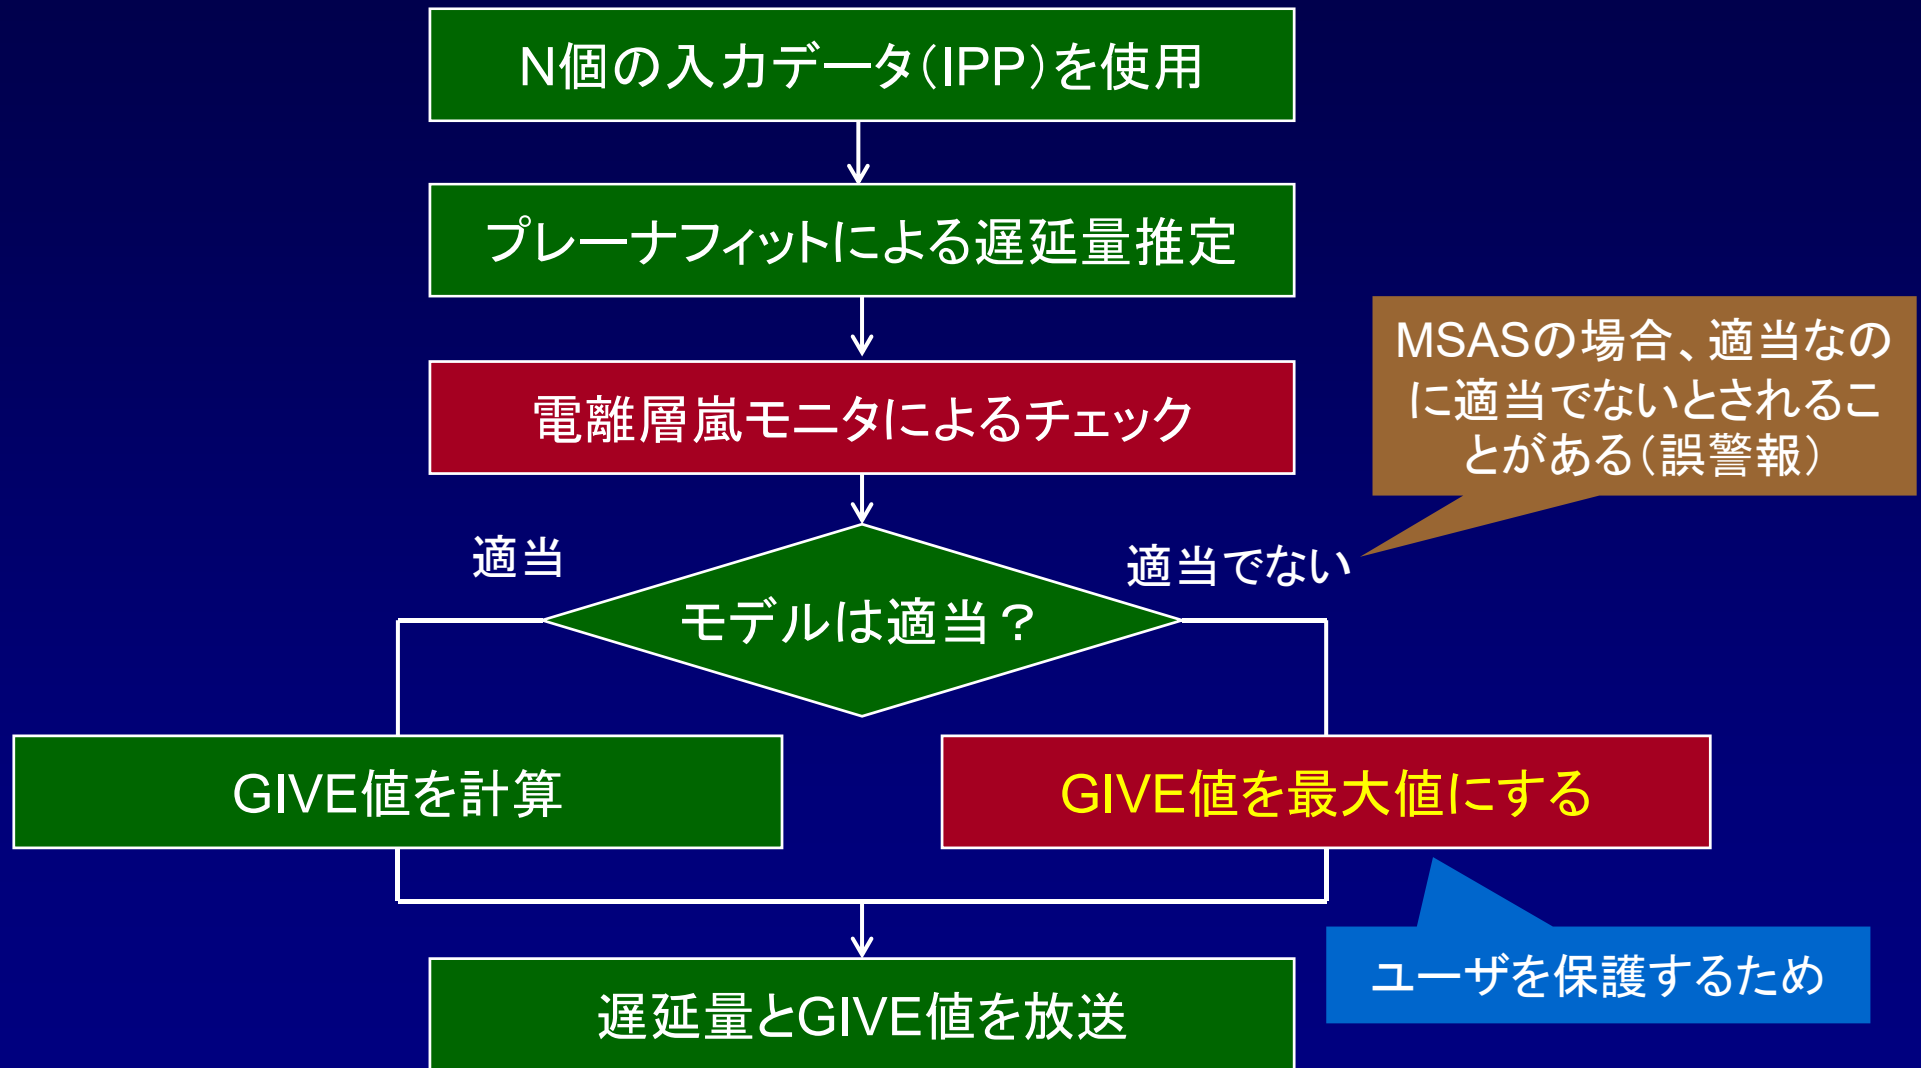 N個の入力データ（IPP）を使用
プレーナフィットによる遅延量推定
電離層嵐モニタによるチェック
MSASの場合、適当なの
に適当でないとされるこ
とがある（誤警報）
適当
適当でない
モデルは適当？
GIVE値を計算
GIVE値を最大値にする
ユーザを保護するため
遅延量とGIVE値を放送